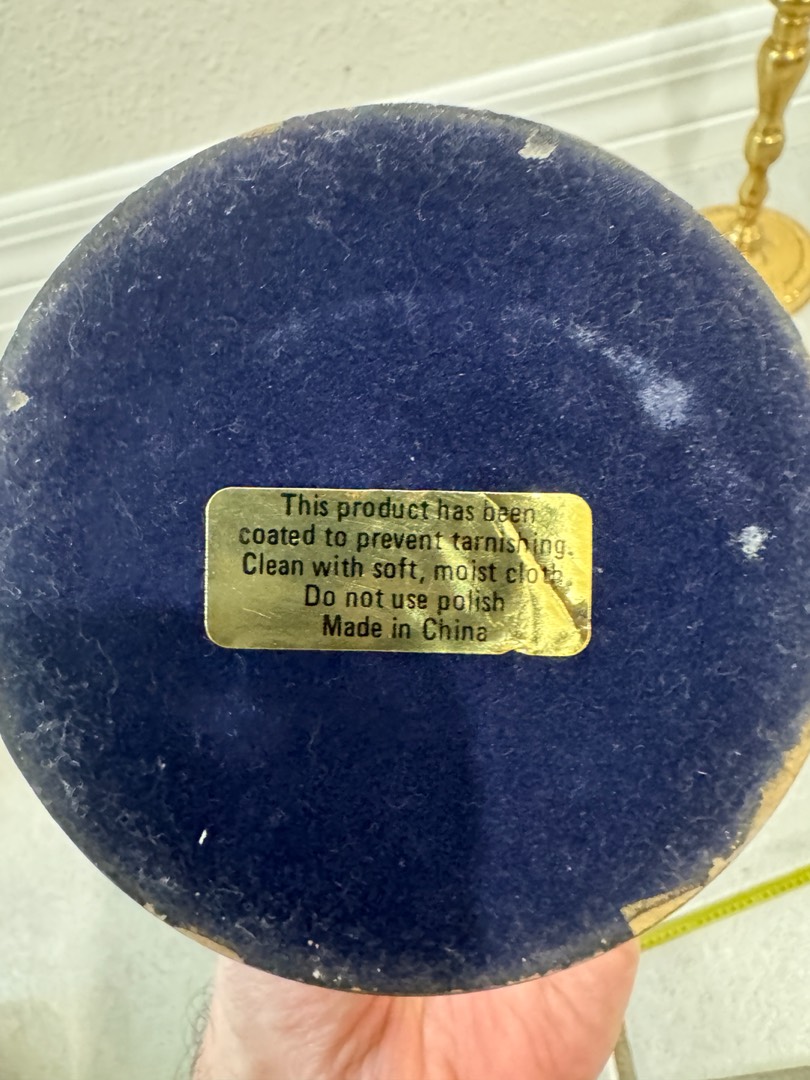 This product has been
coated to prevent tarnishing.
Clean with soft, moist cloth.
Do not use polish
Made in China